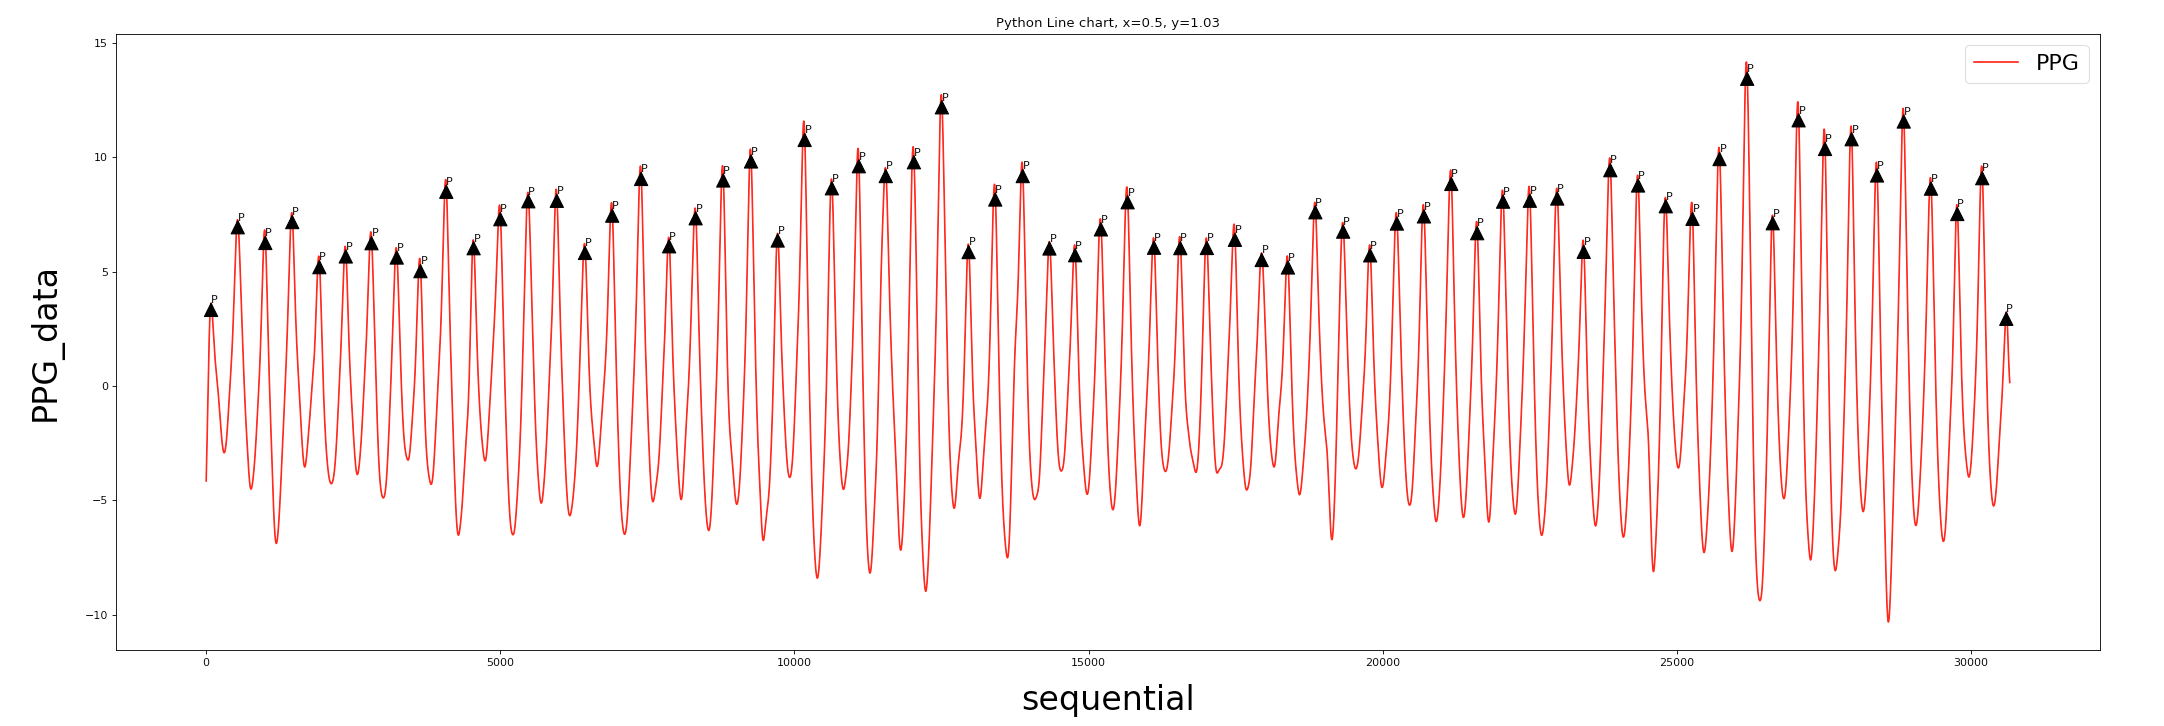 Python Line chart, x=0.5, y=1.03
PPG
15
10
5
0
−5
−10
PPG_data
P P P P P P P P P P P P P P P P P P P P P P P P P P P P P P P P P P P P P P P P P P P P P P P P P P P P P P P P P P P P P P P P P P P
0 5000 10000 15000 20000 25000 30000
sequential